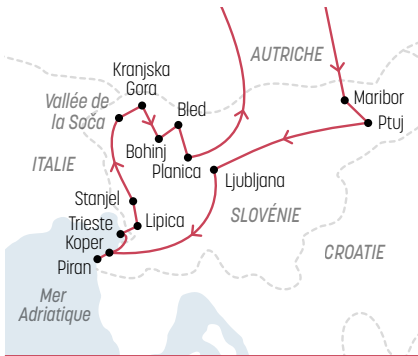 AUTRICHE
Kranjska
Gora
Maribor
Vallée de
la Soča
Bled
Ptuj
Bohinj
ITALIE
Planica
Ljubljana
Stanjel
SLOVÉNIE
Trieste
Lipica
Koper
CROATIE
Piran
Mer
Adriatique